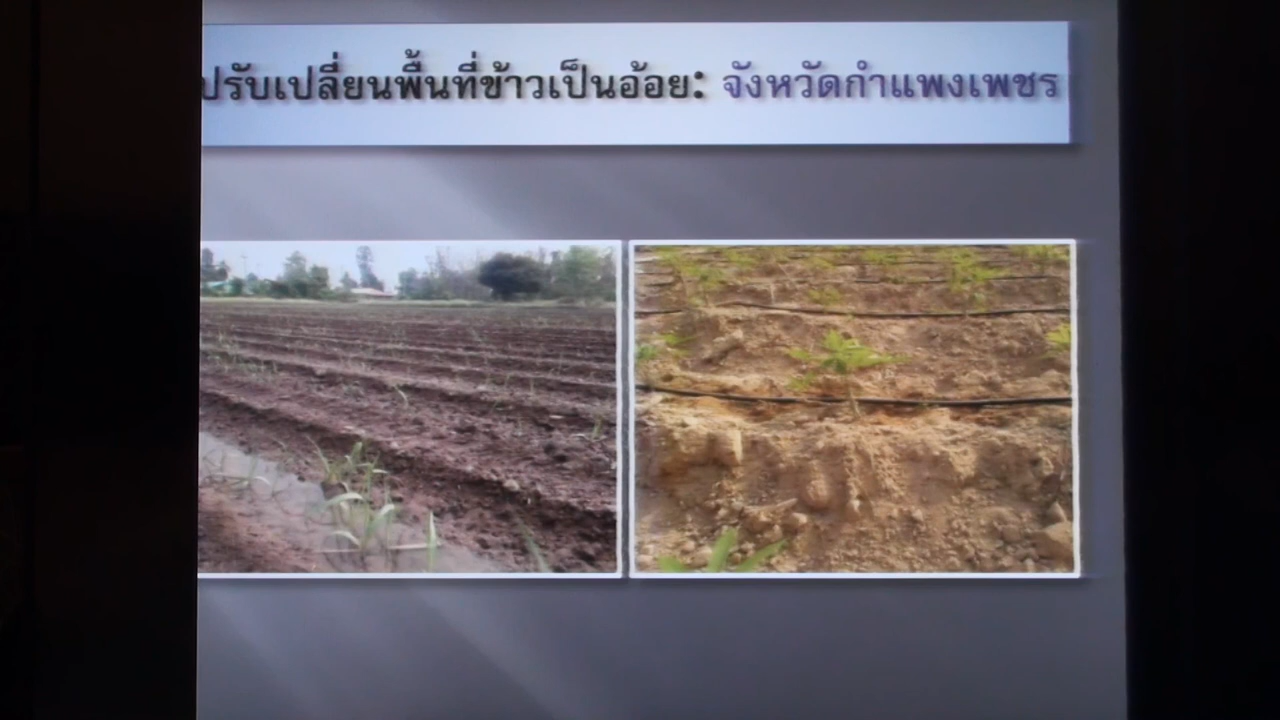 ปรับเปลี่ยนพื้นที่ข้าวเป็นอ้อย: จังหวัดกำแพงเพชร